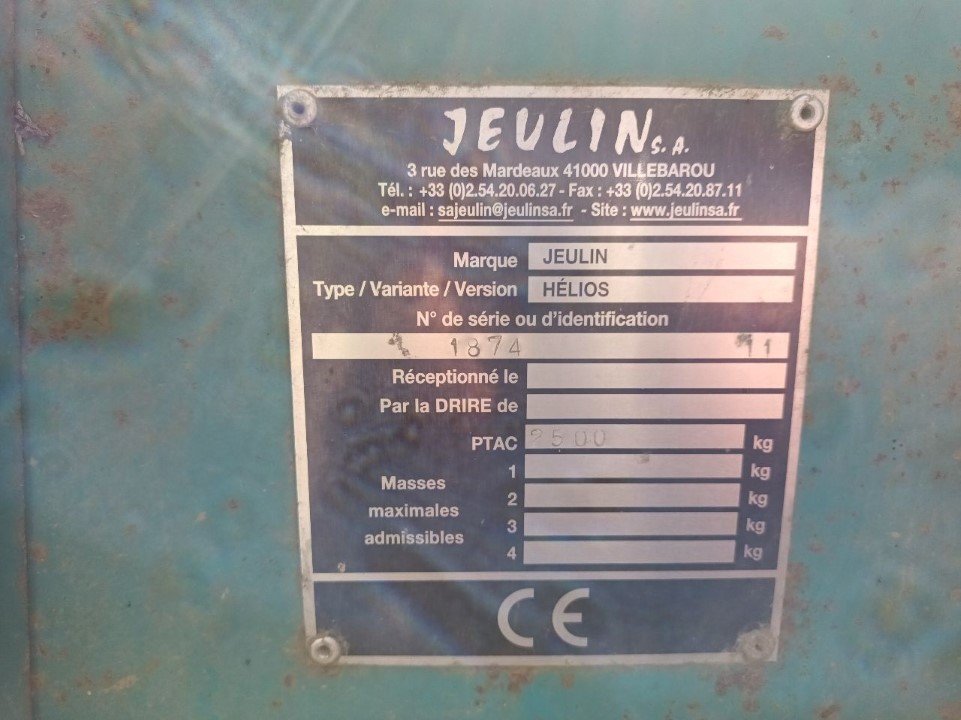 JEULIN S.A.
3 rue des Mardeaux 41000 VILLEBAROU
Tél. : +33 (0)2.54.20.06.27 - Fax : +33 (0)2.54.20.87.11
e-mail : sajeulin@jeulinsa.fr - Site : www.jeulinsa.fr
Marque JEULIN
Type / Variante / Version HÉLIOS
N° de série ou d'identification
1874 11
Réceptionné le
Par la DRIRE de
PTAC 2500 kg
1 kg
Masses
2 kg
maximales
3 kg
admissibles
4 kg
CE